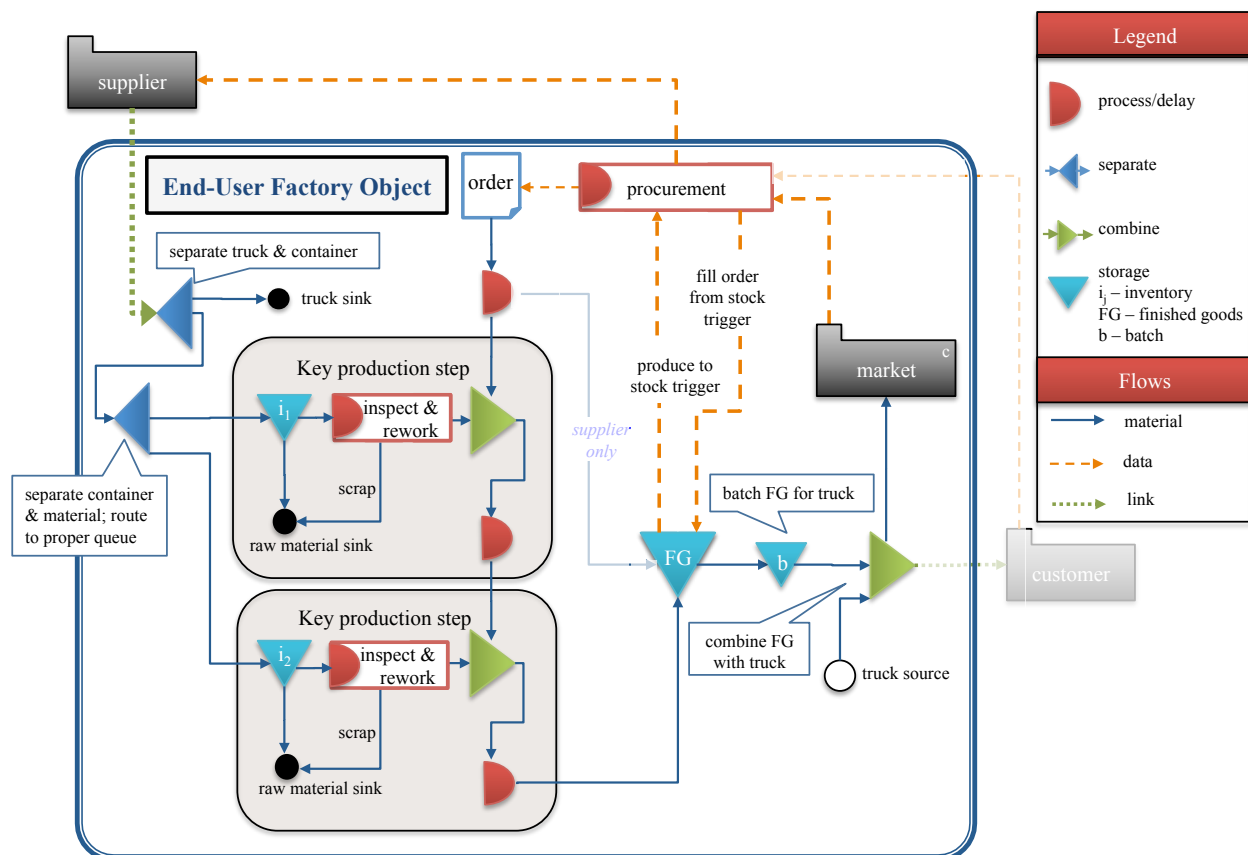 supplier
End-User Factory Object
order
procurement
separate truck & container
truck sink
fill order
from stock
trigger
produce to
stock trigger
c
market
Key production step
i1
inspect &
rework
scrap
raw material sink
supplier
only
separate container
& material; route
to proper queue
batch FG for truck
FG
b
customer
combine FG
with truck
truck source
Key production step
i2
inspect &
rework
scrap
raw material sink
Legend
process/delay
separate
combine
storage
ij – inventory
FG – finished goods
b – batch
Flows
material
data
link